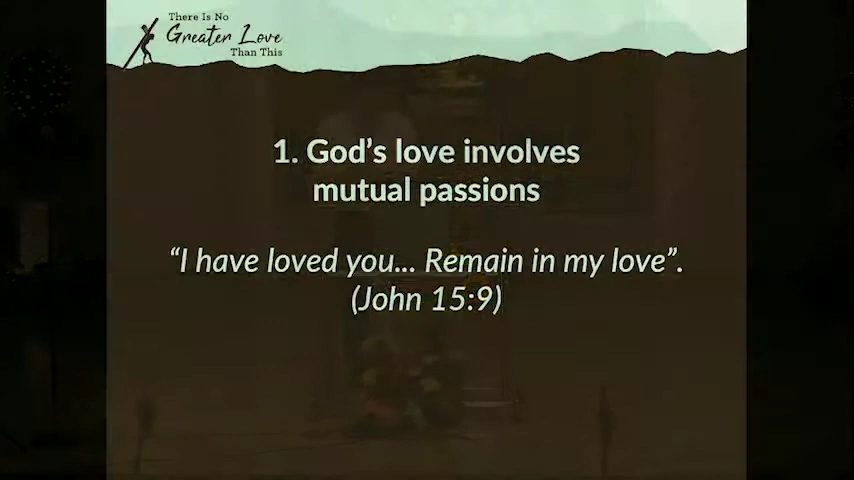 There Is No
Greater Love
Than This
1. God’s love involves
mutual passions
“I have loved you... Remain in my love”.
(John 15:9)